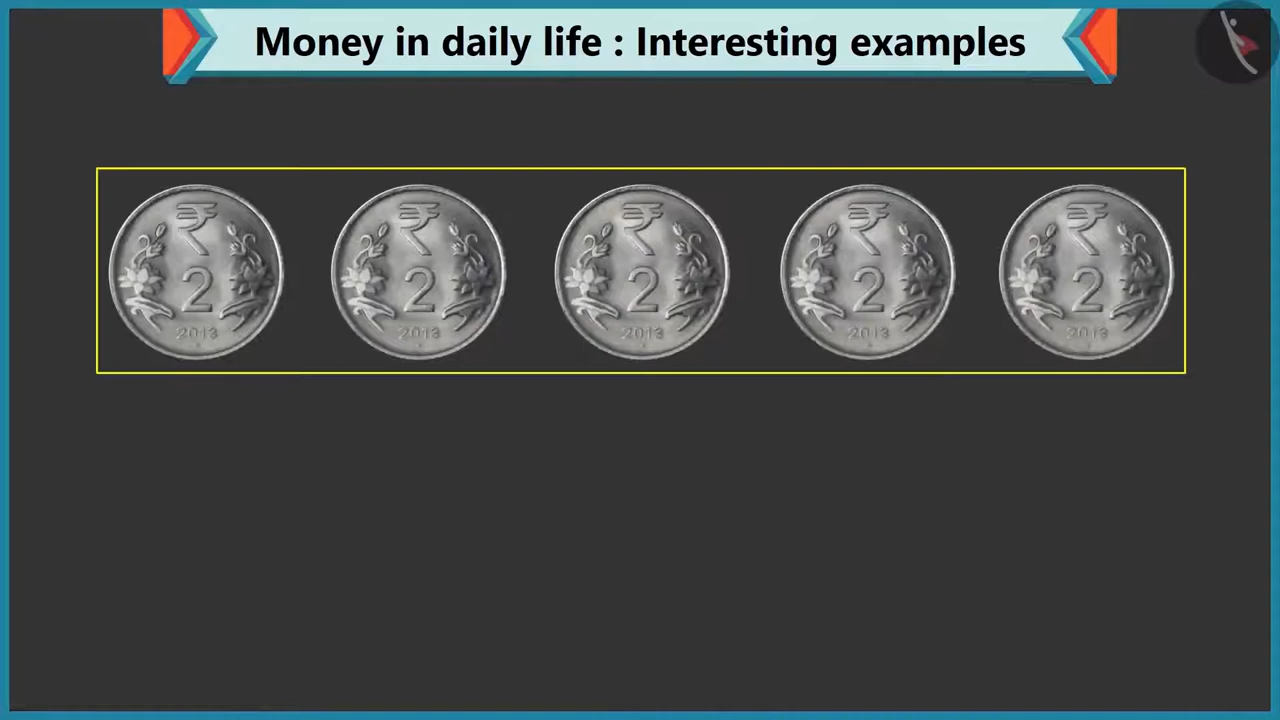 Money in daily life : Interesting examples
₹ ₹ ₹ ₹ ₹
2 2 2 2 2
2013 2013 2013 2013 2013